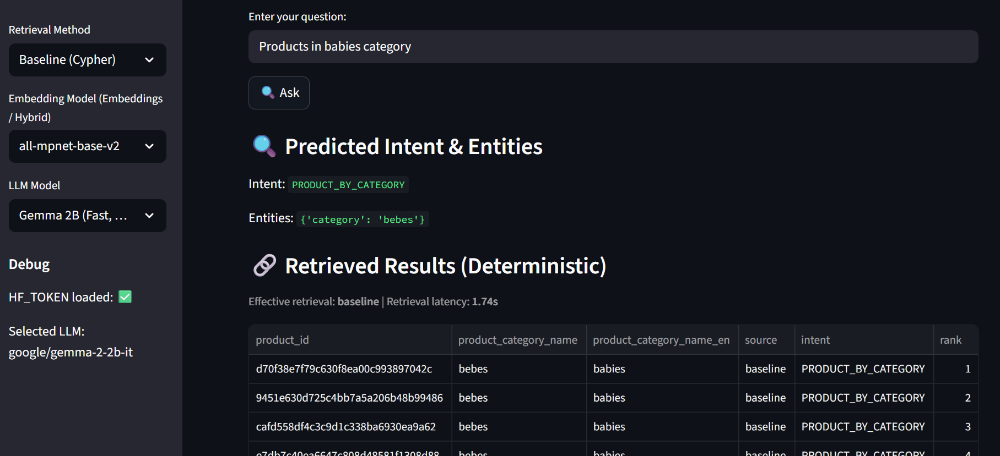 Retrieval Method
Baseline (Cypher)
Embedding Model (Embeddings
/ Hybrid)
all-mpnet-base-v2
LLM Model
Gemma 2B (Fast, ...
Debug
HF_TOKEN loaded: ✅
Selected LLM:
google/gemma-2-2b-it
Enter your question:
Products in babies category
🔍 Ask
🔍 Predicted Intent & Entities
Intent: PRODUCT_BY_CATEGORY
Entities: {'category': 'bebes'}
🔗 Retrieved Results (Deterministic)
Effective retrieval: baseline | Retrieval latency: 1.74s
product_id product_category_name product_category_name_en source intent rank
d70f38e7f79c630f8ea00c993897042c bebes babies baseline PRODUCT_BY_CATEGORY 1
9451e630d725c4bb7a5a206b48b99486 bebes babies baseline PRODUCT_BY_CATEGORY 2
cafd558df4c3c9d1c338ba6930ea9a62 bebes babies baseline PRODUCT_BY_CATEGORY 3
bebes babies baseline PRODUCT_BY_CATEGORY 4